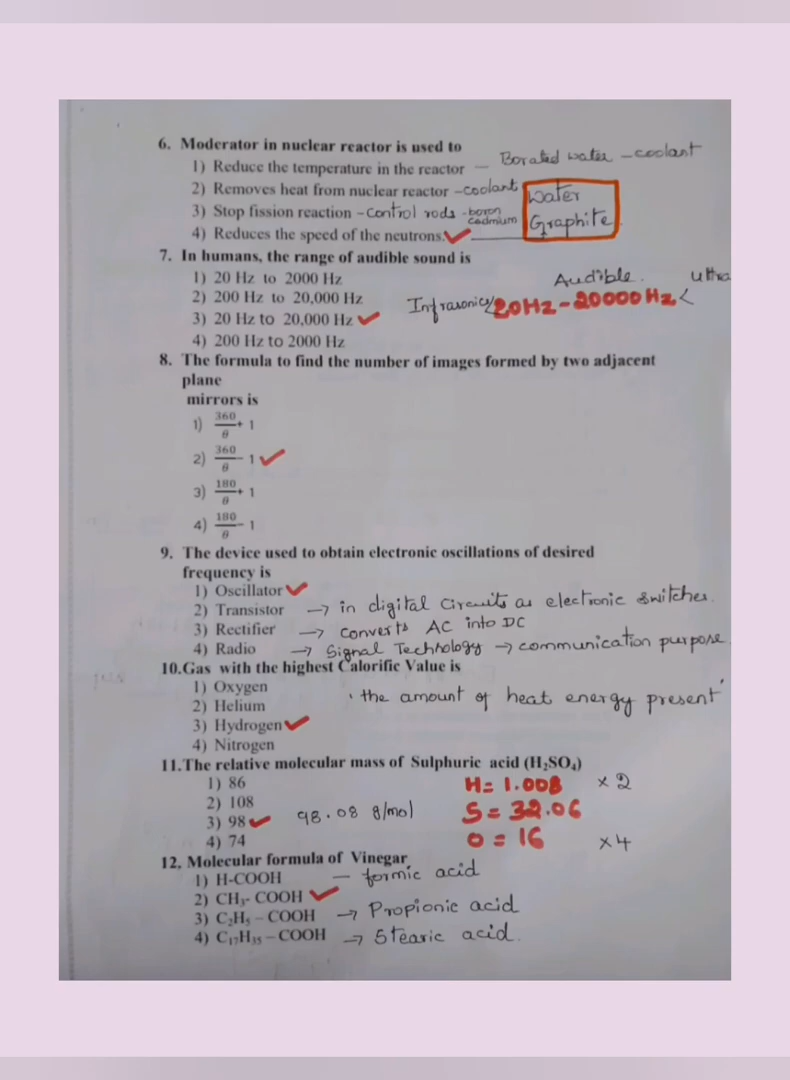 6. Moderator in nuclear reactor is used to
1) Reduce the temperature in the reactor — Borated water - coolant
2) Removes heat from nuclear reactor - coolant water
3) Stop fission reaction - control rods - boron cadmium Graphite
4) Reduces the speed of the neutrons. ✓
7. In humans, the range of audible sound is
1) 20 Hz to 2000 Hz Audible. Ultra
2) 200 Hz to 20,000 Hz Infrasonics 20Hz - 20000 Hz <
3) 20 Hz to 20,000 Hz ✓
4) 200 Hz to 2000 Hz
8. The formula to find the number of images formed by two adjacent
plane
mirrors is
1) 360/θ + 1
2) 360/θ - 1 ✓
3) 180/θ + 1
4) 180/θ - 1
9. The device used to obtain electronic oscillations of desired
frequency is
1) Oscillator ✓
2) Transistor → in digital circuits as electronic switches.
3) Rectifier → converts AC into DC
4) Radio → Signal Technology → communication purpose.
10.Gas with the highest Calorific Value is
1) Oxygen
2) Helium 'the amount of heat energy present'
3) Hydrogen ✓
4) Nitrogen
11.The relative molecular mass of Sulphuric acid (H₂SO₄)
1) 86 H= 1.008 × 2
2) 108
3) 98 ✓ 98.08 g/mol S = 32.06
4) 74 O = 16 × 4
12. Molecular formula of Vinegar
1) H-COOH — formic acid
2) CH₃- COOH ✓
3) C₂H₅ – COOH → Propionic acid
4) C₁₇H₃₅ – COOH → Stearic acid.